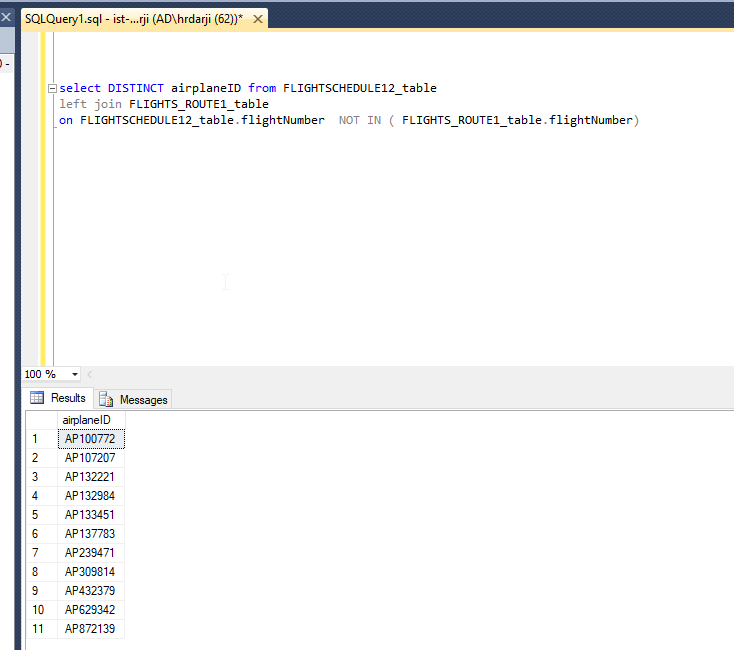 SQLQuery1.sql - ist-...rji (AD\hrdarji (62))*
select DISTINCT airplaneID from FLIGHTSCHEDULE12_table
left join FLIGHTS_ROUTE1_table
on FLIGHTSCHEDULE12_table.flightNumber  NOT IN ( FLIGHTS_ROUTE1_table.flightNumber)
100 %
Results Messages
airplaneID
1 AP100772
2 AP107207
3 AP132221
4 AP132984
5 AP133451
6 AP137783
7 AP239471
8 AP309814
9 AP432379
10 AP629342
11 AP872139